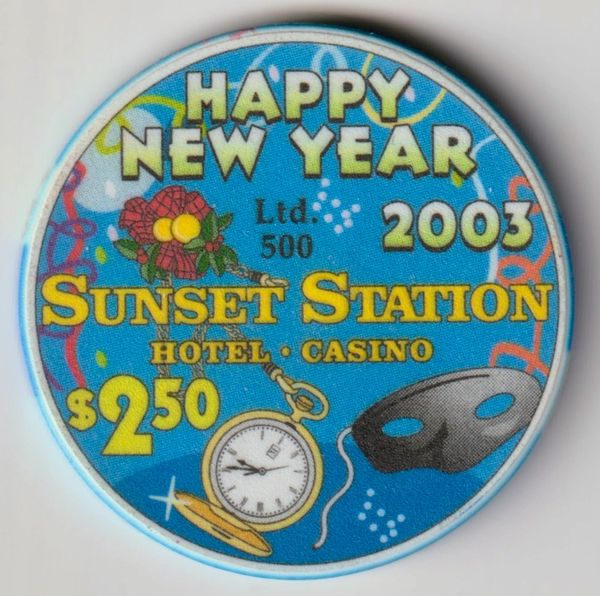 HAPPY
NEW YEAR
Ltd.
500
2003
SUNSET STATION
HOTEL · CASINO
$2.50